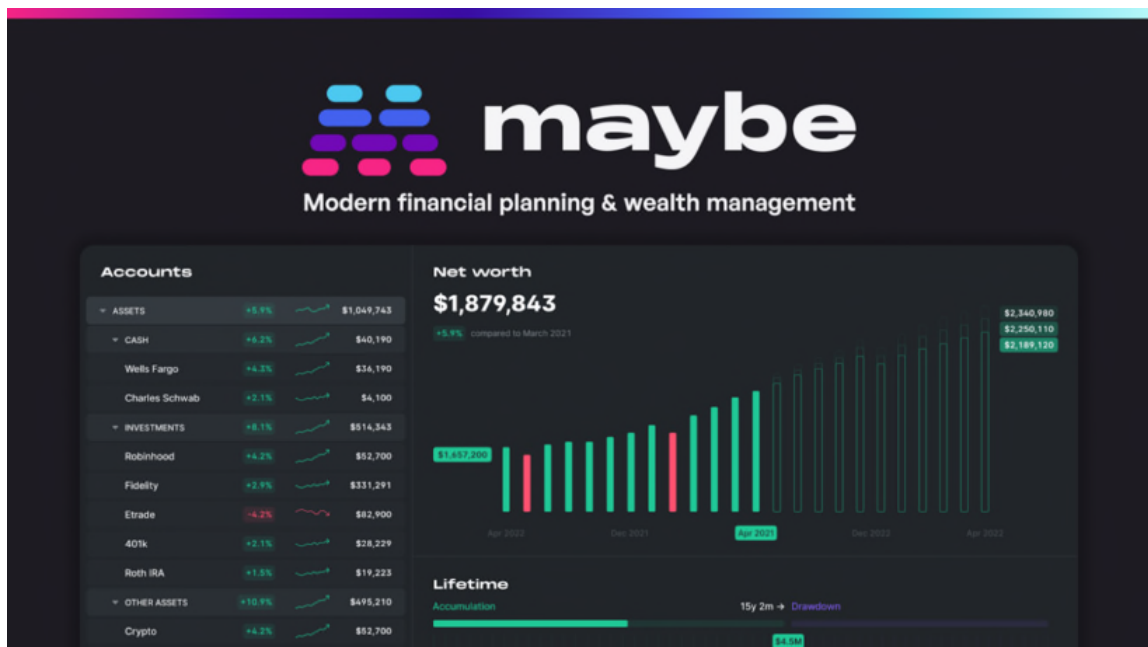 maybe
Modern financial planning & wealth management
Accounts
ASSETS +5.9% $1,049,743
CASH +6.2% $40,190
Wells Fargo +4.3% $36,190
Charles Schwab +2.1% $4,100
INVESTMENTS +8.1% $514,343
Robinhood +4.2% $52,700
Fidelity +2.9% $331,291
Etrade -4.2% $82,900
401k +2.1% $28,229
Roth IRA +1.5% $19,223
OTHER ASSETS +10.9% $495,210
Crypto +4.2% $52,700
Net worth
$1,879,843
+5.9% compared to March 2021
$2,340,980
$2,250,110
$2,189,120
$1,657,200
Apr 2022 Dec 2021 Apr 2021 Dec 2022 Apr 2022
Lifetime
Accumulation 15y 2m → Drawdown
$4.5M